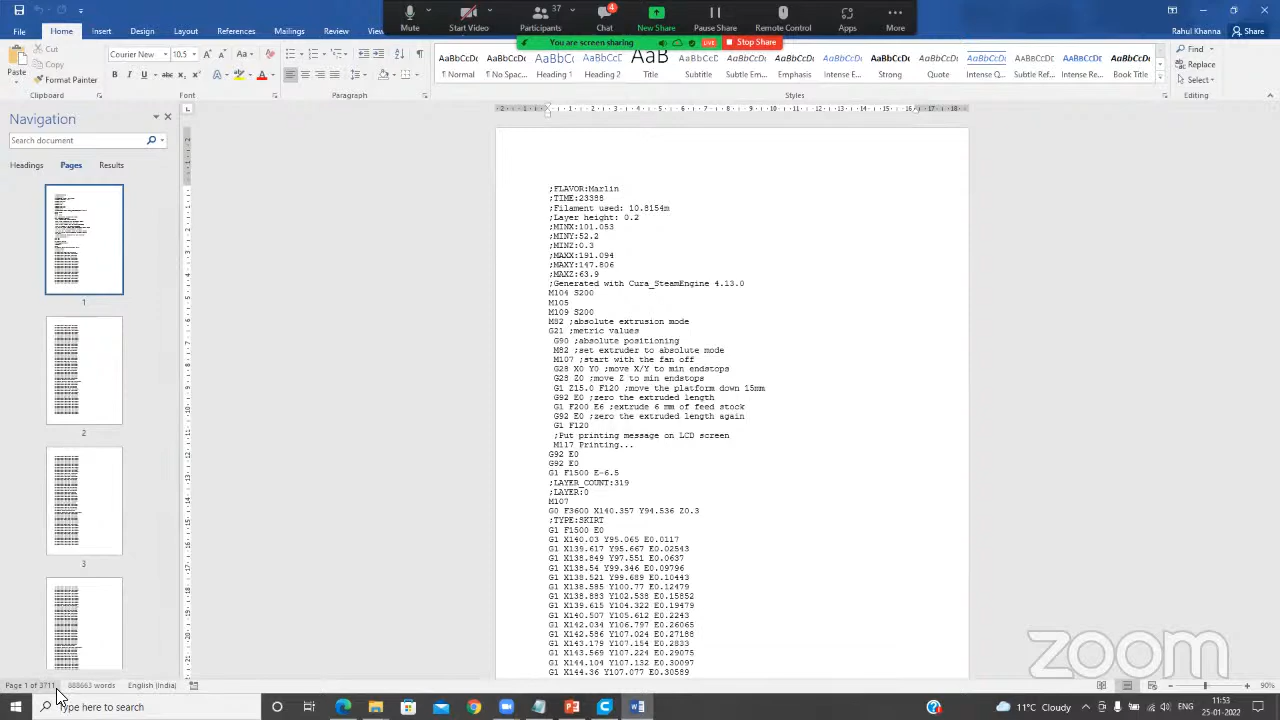 Mute
Start Video
37
Participants
4
Chat
New Share
Pause Share
Remote Control
Apps
More
You are screen sharing
LIVE
Stop Share
File
Home
Insert
Design
Layout
References
Mailings
Review
Rahul Khanna
Share
Cut
Copy
Paste
Format Painter
Courier New
10.5
Font
Paragraph
AaBbCcDc
¶ Normal
AaBbCcDc
¶ No Spac...
Heading 1
Heading 2
AaB
Title
Subtitle
Subtle Em...
Emphasis
Intense E...
Strong
Quote
Intense Q...
Subtle Ref...
Intense Re...
Book Title
Styles
Find
Replace
Select
Editing
Navigation
Search document
Headings
Pages
Results
1
2
3
;FLAVOR:Marlin
;TIME:23388
;Filament used: 10.8154m
;Layer height: 0.2
;MINX:101.053
;MINY:52.2
;MINZ:0.3
;MAXX:191.094
;MAXY:147.806
;MAXZ:63.9
;Generated with Cura_SteamEngine 4.13.0
M104 S200
M105
M109 S200
M82 ;absolute extrusion mode
G21 ;metric values
G90 ;absolute positioning
M82 ;set extruder to absolute mode
M107 ;start with the fan off
G28 X0 Y0 ;move X/Y to min endstops
G28 Z0 ;move Z to min endstops
G1 Z15.0 F120 ;move the platform down 15mm
G92 E0 ;zero the extruded length
G1 F200 E6 ;extrude 6 mm of feed stock
G92 E0 ;zero the extruded length again
G1 F120
;Put printing message on LCD screen
M117 Printing...
G92 E0
G92 E0
G1 F1500 E-6.5
;LAYER_COUNT:319
;LAYER:0
M107
G0 F3600 X140.357 Y94.536 Z0.3
;TYPE:SKIRT
G1 F1500 E0
G1 X140.03 Y95.065 E0.0117
G1 X139.617 Y95.667 E0.02543
G1 X138.849 Y97.551 E0.0637
G1 X138.54 Y99.346 E0.09796
G1 X138.521 Y99.689 E0.10443
G1 X138.585 Y100.77 E0.12479
G1 X138.883 Y102.538 E0.15852
G1 X139.615 Y104.322 E0.19479
G1 X140.507 Y105.612 E0.2243
G1 X142.034 Y106.797 E0.26065
G1 X142.586 Y107.024 E0.27188
G1 X143.179 Y107.154 E0.2833
G1 X143.569 Y107.224 E0.29075
G1 X144.104 Y107.132 E0.30097
G1 X144.36 Y107.077 E0.30589
zoom
Page 1 of 3711
888663 words
English (India)
90%
Type here to search
11°C Cloudy
ENG
11:53
25-01-2022